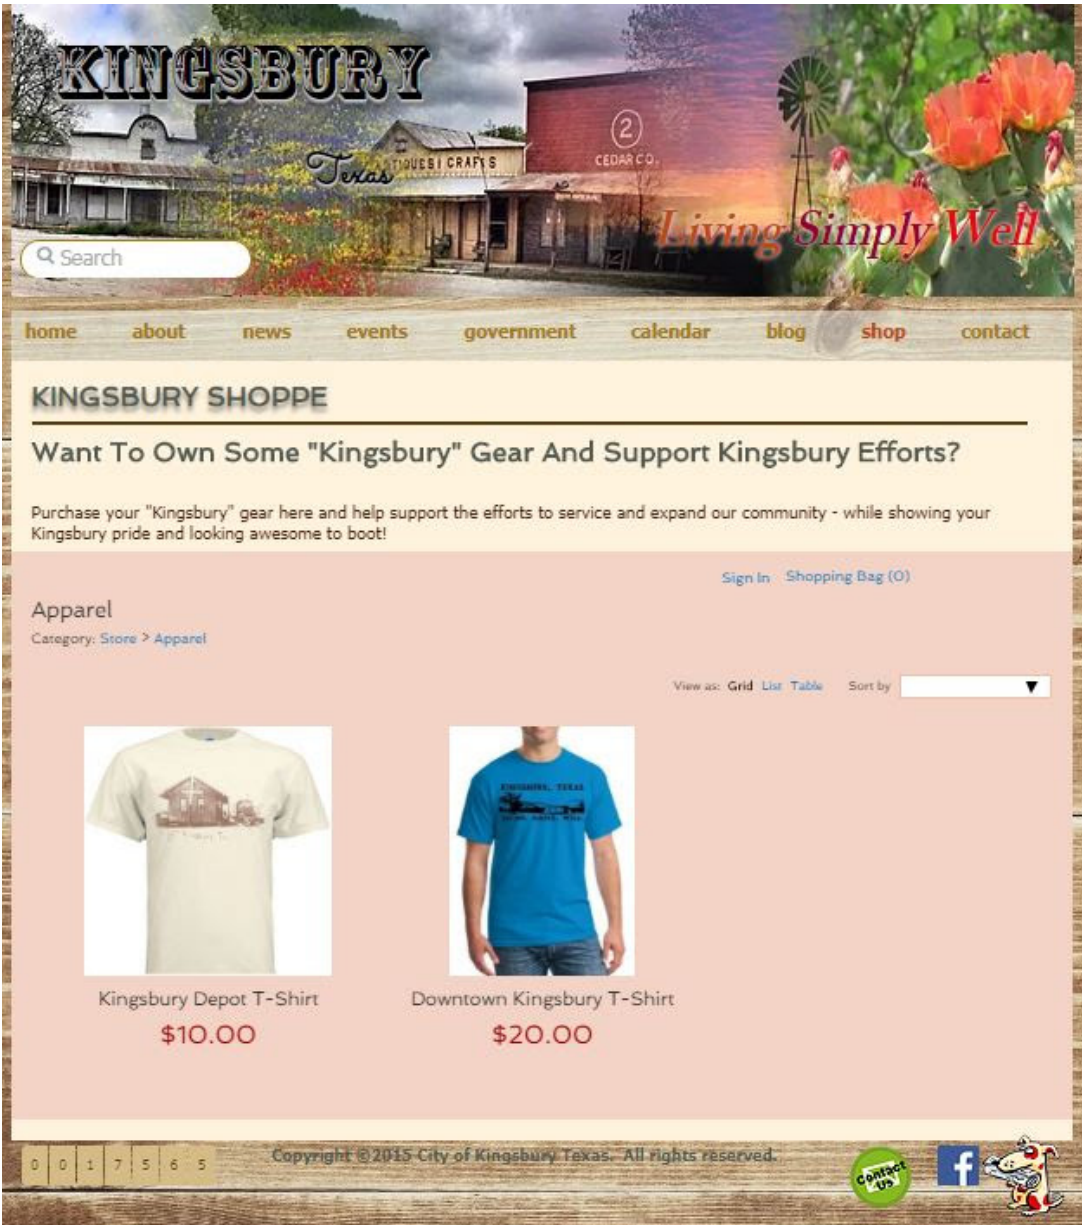 KINGSBURY
Texas
ANTIQUES & CRAFTS
2
CEDAR CO.
Living Simply Well
Search
home about news events government calendar blog shop contact
KINGSBURY SHOPPE
Want To Own Some "Kingsbury" Gear And Support Kingsbury Efforts?
Purchase your "Kingsbury" gear here and help support the efforts to service and expand our community - while showing your
Kingsbury pride and looking awesome to boot!
Sign In Shopping Bag (0)
Apparel
Category: Store > Apparel
View as: Grid List Table Sort by
KINGSBURY, TEXAS
Kingsbury Depot T-Shirt
$10.00
Downtown Kingsbury T-Shirt
$20.00
0 0 1 7 5 6 5
Copyright ©2015 City of Kingsbury Texas. All rights reserved.
Contact
Us
f